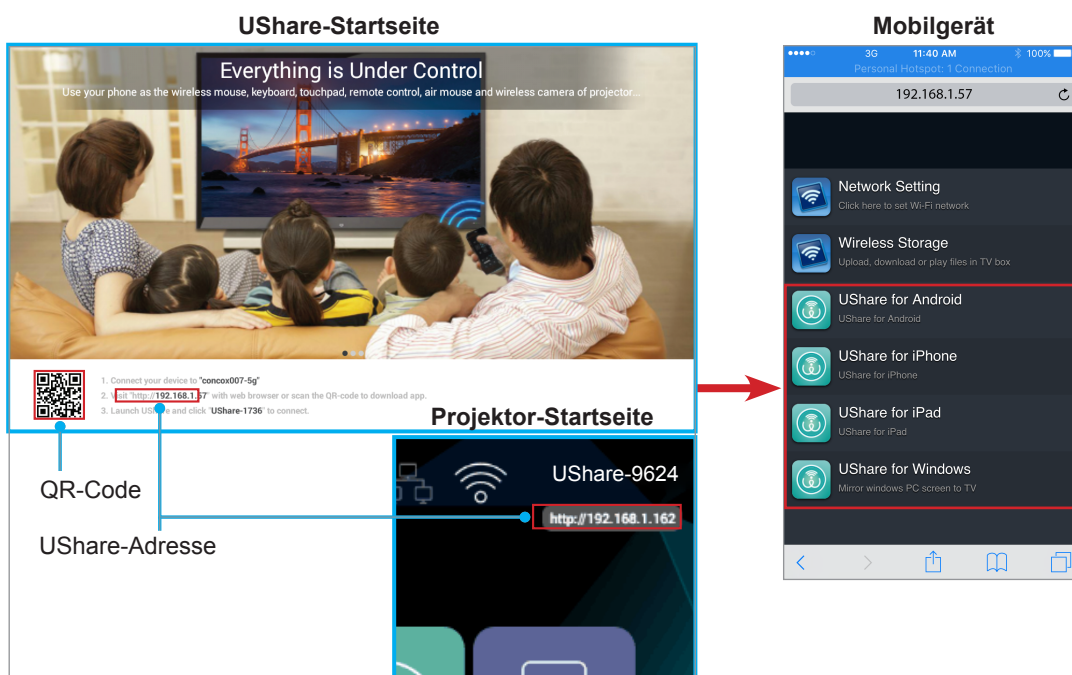 UShare-Startseite
Everything is Under Control
Use your phone as the wireless mouse, keyboard, touchpad, remote control, air mouse and wireless camera of projector...
1. Connect your device to "concox007-5g"
2. Visit "http://192.168.1.57" with web browser or scan the QR-code to download app.
3. Launch UShare and click "UShare-1736" to connect.
QR-Code
UShare-Adresse
Projektor-Startseite
UShare-9624
http://192.168.1.162
Mobilgerät
3G 11:40 AM 100%
Personal Hotspot: 1 Connection
192.168.1.57
Network Setting
Click here to set Wi-Fi network
Wireless Storage
Upload, download or play files in TV box
UShare for Android
UShare for Android
UShare for iPhone
UShare for iPhone
UShare for iPad
UShare for iPad
UShare for Windows
Mirror windows PC screen to TV